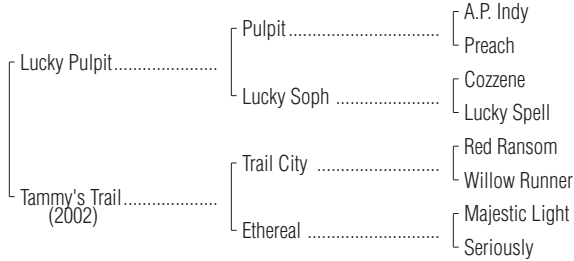 A.P. Indy
Pulpit
Preach
Lucky Pulpit
Cozzene
Lucky Soph
Lucky Spell
Red Ransom
Trail City
Willow Runner
Tammy's Trail
(2002)
Majestic Light
Ethereal
Seriously